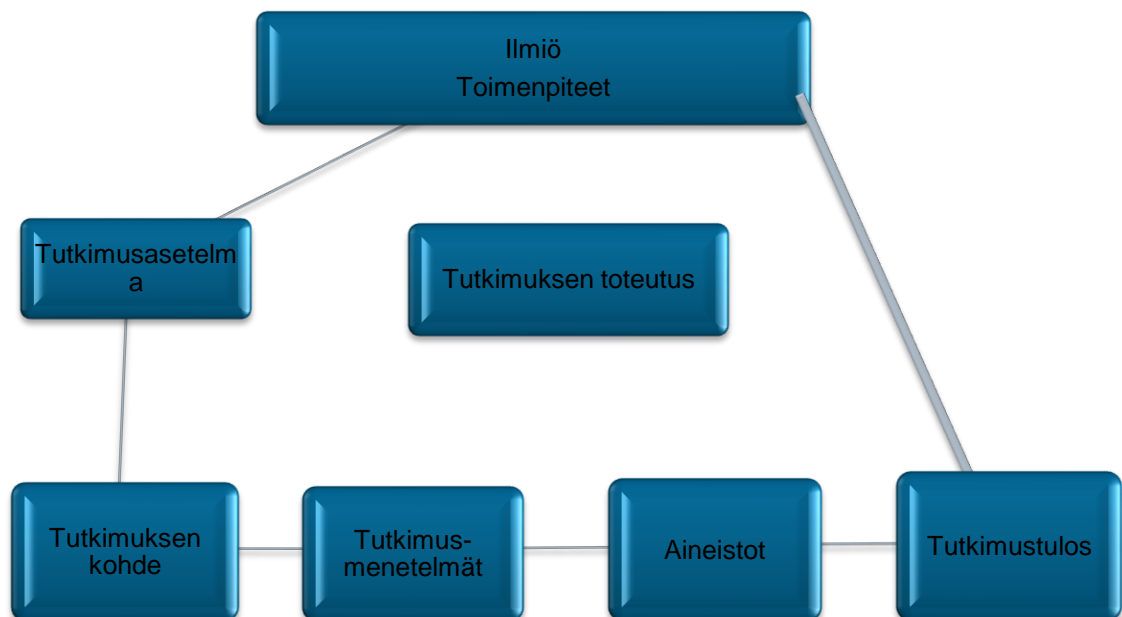 Ilmiö
Toimenpiteet
Tutkimusasetelm
a
Tutkimuksen toteutus
Tutkimuksen
kohde
Tutkimus-
menetelmät
Aineistot
Tutkimustulos